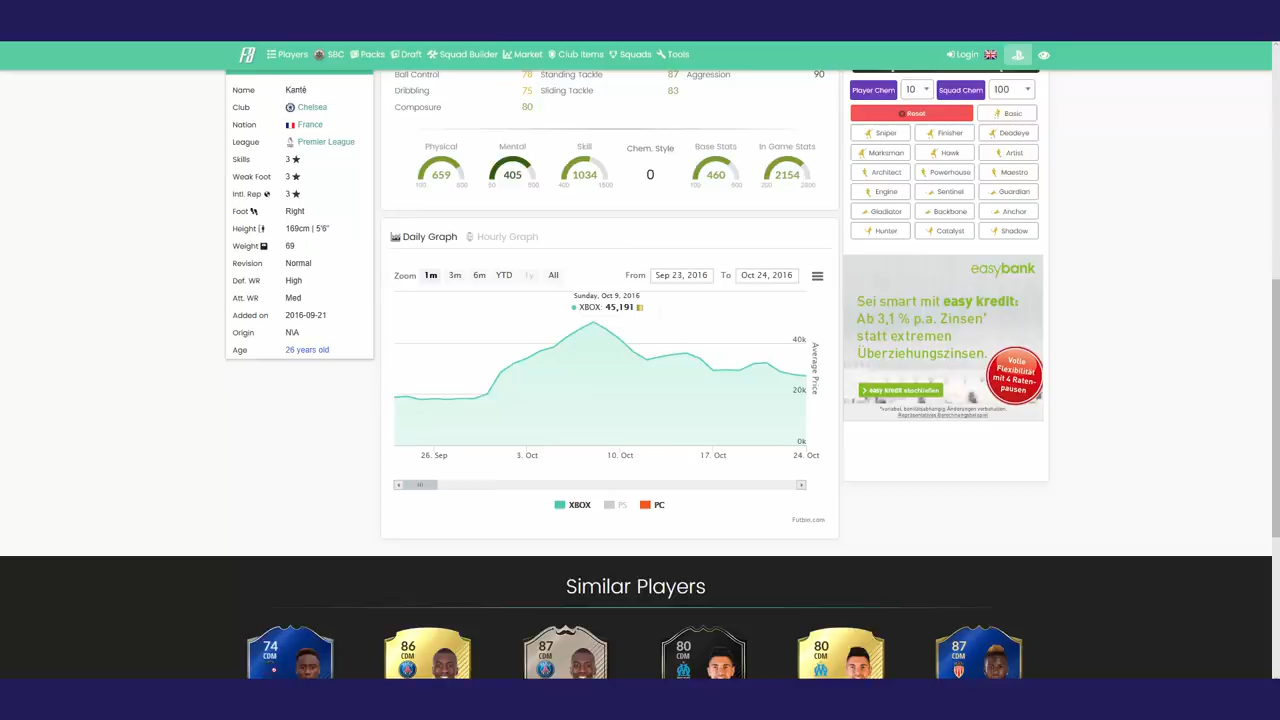 Players SBC Packs Draft Squad Builder Market Club Items Squads Tools Login
Name Kanté
Club Chelsea
Nation France
League Premier League
Skills 3
Weak Foot 3
Intl. Rep 3
Foot Right
Height 169cm | 5'6"
Weight 69
Revision Normal
Def. WR High
Att. WR Med
Added on 2016-09-21
Origin N\A
Age 26 years old
Ball Control 78 Standing Tackle 87 Aggression 90
Dribbling 75 Sliding Tackle 83
Composure 80
Physical Mental Skill Chem. Style Base Stats In Game Stats
659 405 1034 0 460 2154
Daily Graph Hourly Graph
Zoom 1m 3m 6m YTD 1y All From Sep 23, 2016 To Oct 24, 2016
Sunday, Oct 9, 2016
XBOX: 45,191
40k
20k
0k
Average Price
26. Sep 3. Oct 10. Oct 17. Oct 24. Oct
XBOX PS PC
Futbin.com
Player Chem 10 Squad Chem 100
Reset Basic
Sniper Finisher Deadeye
Marksman Hawk Artist
Architect Powerhouse Maestro
Engine Sentinel Guardian
Gladiator Backbone Anchor
Hunter Catalyst Shadow
easybank
Sei smart mit easy kredit:
Ab 3,1 % p.a. Zinsen*
statt extremen
Überziehungszinsen.
Volle
Flexibilität
mit 4 Raten-
pausen
easy kredit abschließen
*variabel, bonitätsabhängig, Änderungen vorbehalten.
Repräsentatives Berechnungsbeispiel
Similar Players
74 86 87 80 80 87
CDM CDM CDM CDM CDM CDM